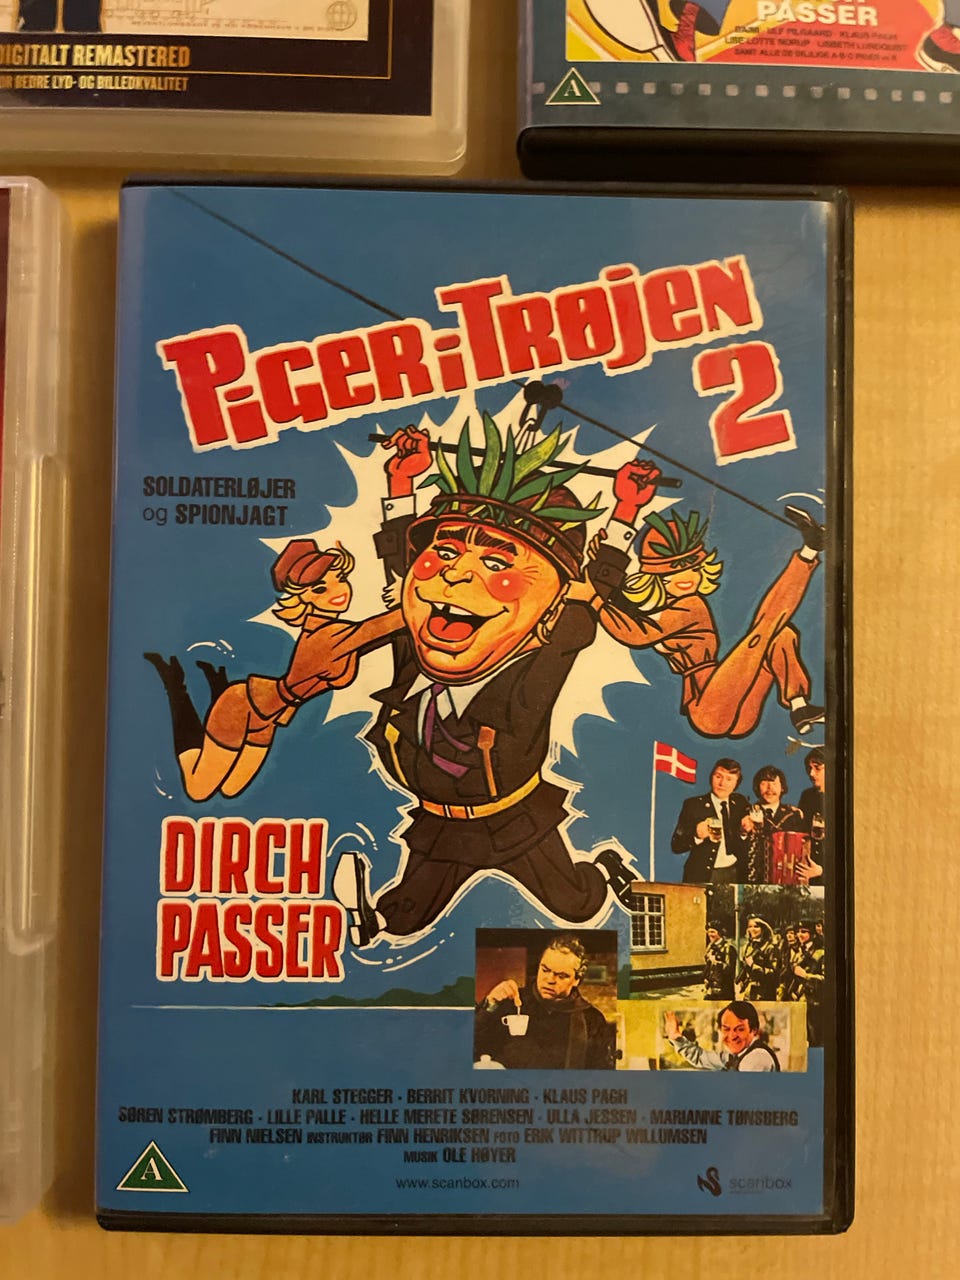 DIGITALT REMASTERED
BEDRE LYD- OG BILLEDKVALITET
PASSER
ULF PILGAARD · KLAUS PAGH
LISE-LOTTE NORUP · LISBETH LUNDQUIST
A
PIGER i TRØJEN
2
SOLDATERLØJER
og SPIONJAGT
DIRCH
PASSER
KARL STEGGER · BERRIT KVORNING · KLAUS PAGH
SØREN STRØMBERG · LILLE PALLE · HELLE MERETE SØRENSEN · ULLA JESSEN · MARIANNE TØNSBERG
FINN NIELSEN INSTRUKTØR FINN HENRIKSEN FOTO ERIK WITTRUP WILLUMSEN
MUSIK OLE HØYER
A
www.scanbox.com
scanbox